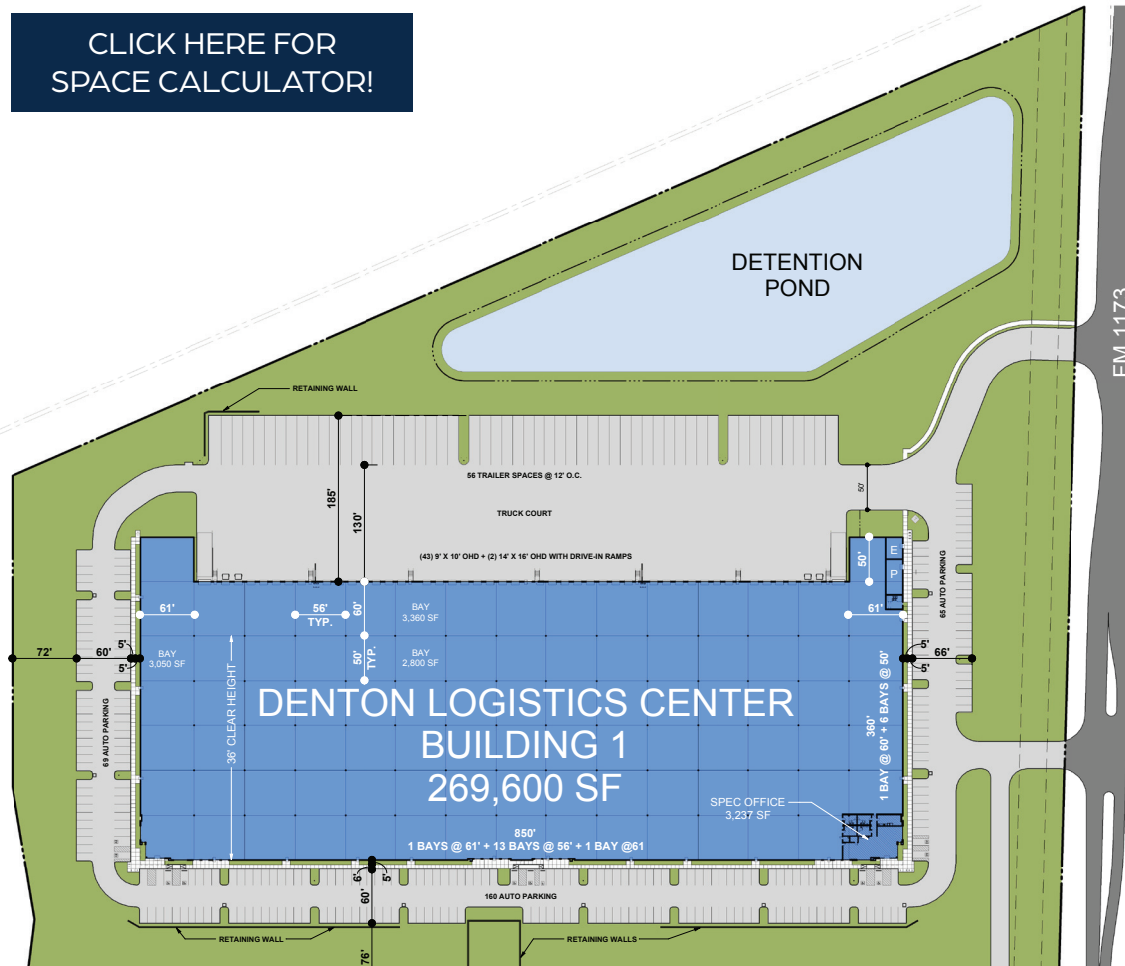 CLICK HERE FOR
SPACE CALCULATOR!
DETENTION
POND
FM 1173
RETAINING WALL
56 TRAILER SPACES @ 12' O.C.
185'
130'
50'
TRUCK COURT
(43) 9' X 10' OHD + (2) 14' X 16' OHD WITH DRIVE-IN RAMPS
E
P
50'
61'
56'
TYP.
60'
BAY
3,360 SF
61'
65 AUTO PARKING
72'
60'
5'
5'
BAY
3,050 SF
50'
TYP.
BAY
2,800 SF
5'
5'
66'
36' CLEAR HEIGHT
DENTON LOGISTICS CENTER
BUILDING 1
269,600 SF
360'
1 BAY @ 60' + 6 BAYS @ 50'
69 AUTO PARKING
SPEC OFFICE
3,237 SF
850'
1 BAYS @ 61' + 13 BAYS @ 56' + 1 BAY @61
6'
5'
60'
160 AUTO PARKING
RETAINING WALL
RETAINING WALLS
76'